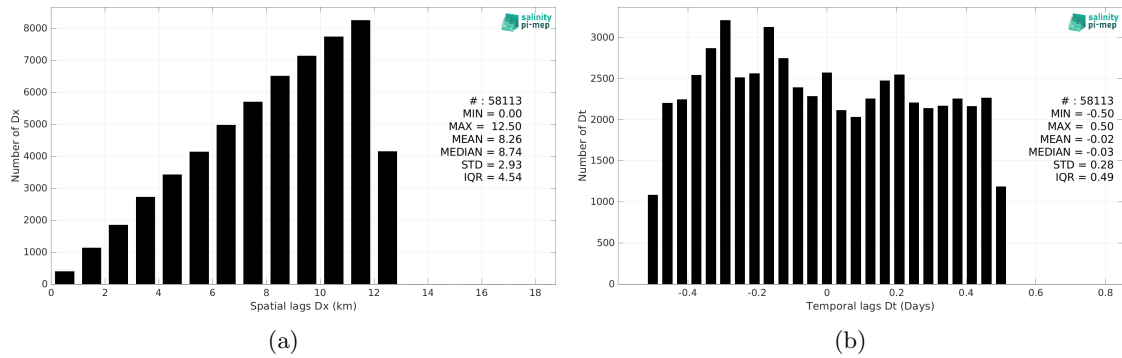 8000
7000
6000
5000
4000
3000
2000
1000
0
Number of Dx
0 2 4 6 8 10 12 14 16 18
Spatial lags Dx (km)
salinity
pi-mep
# : 58113
MIN = 0.00
MAX = 12.50
MEAN = 8.26
MEDIAN = 8.74
STD = 2.93
IQR = 4.54
(a)
3000
2500
2000
1500
1000
500
0
Number of Dt
-0.4 -0.2 0 0.2 0.4 0.6 0.8
Temporal lags Dt (Days)
salinity
pi-mep
# : 58113
MIN = -0.50
MAX = 0.50
MEAN = -0.02
MEDIAN = -0.03
STD = 0.28
IQR = 0.49
(b)